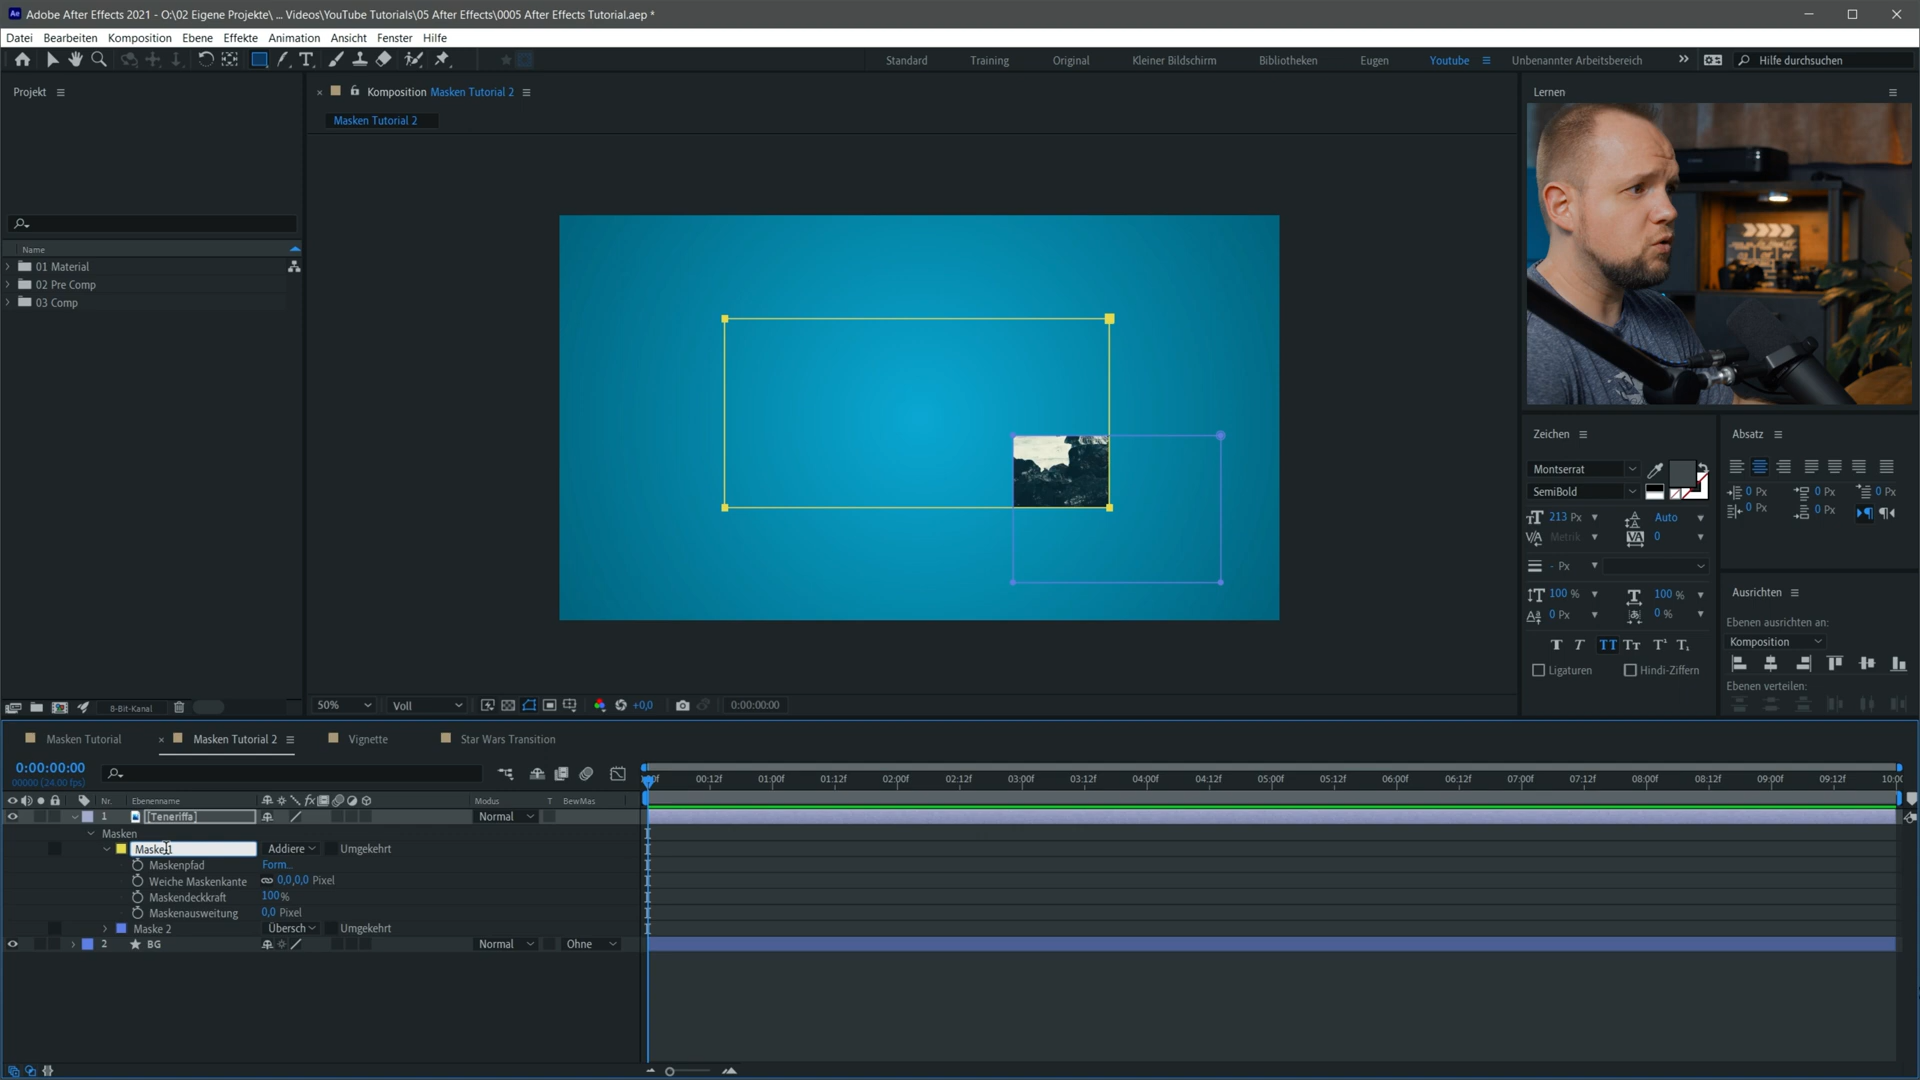 Adobe After Effects 2021 - O:\02 Eigene Projekte\ ... Videos\YouTube Tutorials\05 After Effects\0005 After Effects Tutorial.aep *
Datei Bearbeiten Komposition Ebene Effekte Animation Ansicht Fenster Hilfe
Standard Training Original Kleiner Bildschirm Bibliotheken Eugen Youtube Unbenannter Arbeitsbereich Hilfe durchsuchen
Projekt
Komposition Masken Tutorial 2
Masken Tutorial 2
Lernen
Name
01 Material
02 Pre Comp
03 Comp
Zeichen
Absatz
Montserrat
SemiBold
0 Px 0 Px 0 Px
0 Px 0 Px
213 Px Auto
Metrik 0
- Px
100 % 100 %
0 Px 0 %
Ligaturen Hindi-Ziffern
Ausrichten
Ebenen ausrichten an:
Komposition
Ebenen verteilen:
8-Bit-Kanal
50% Voll +0,0 0:00:00:00
Masken Tutorial Masken Tutorial 2 Vignette Star Wars Transition
0:00:00:00
00000 (24.00 fps)
00:12f 01:00f 01:12f 02:00f 02:12f 03:00f 03:12f 04:00f 04:12f 05:00f 05:12f 06:00f 06:12f 07:00f 07:12f 08:00f 08:12f 09:00f 09:12f 10:00
Nr. Ebenenname Modus T BewMas
1 [Teneriffa] Normal
Masken
Maske 1 Addiere Umgekehrt
Maskenpfad Form...
Weiche Maskenkante 0,0,0,0 Pixel
Maskendeckkraft 100%
Maskenausweitung 0,0 Pixel
Maske 2 Übersch Umgekehrt
2 BG Normal Ohne